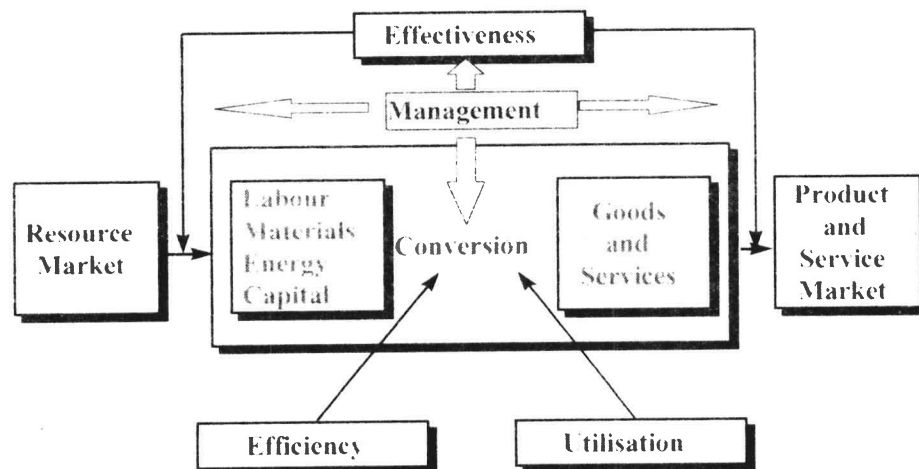 Effectiveness
Management
Resource
Market
Labour
Materials
Energy
Capital
Conversion
Goods
and
Services
Product
and
Service
Market
Efficiency
Utilisation